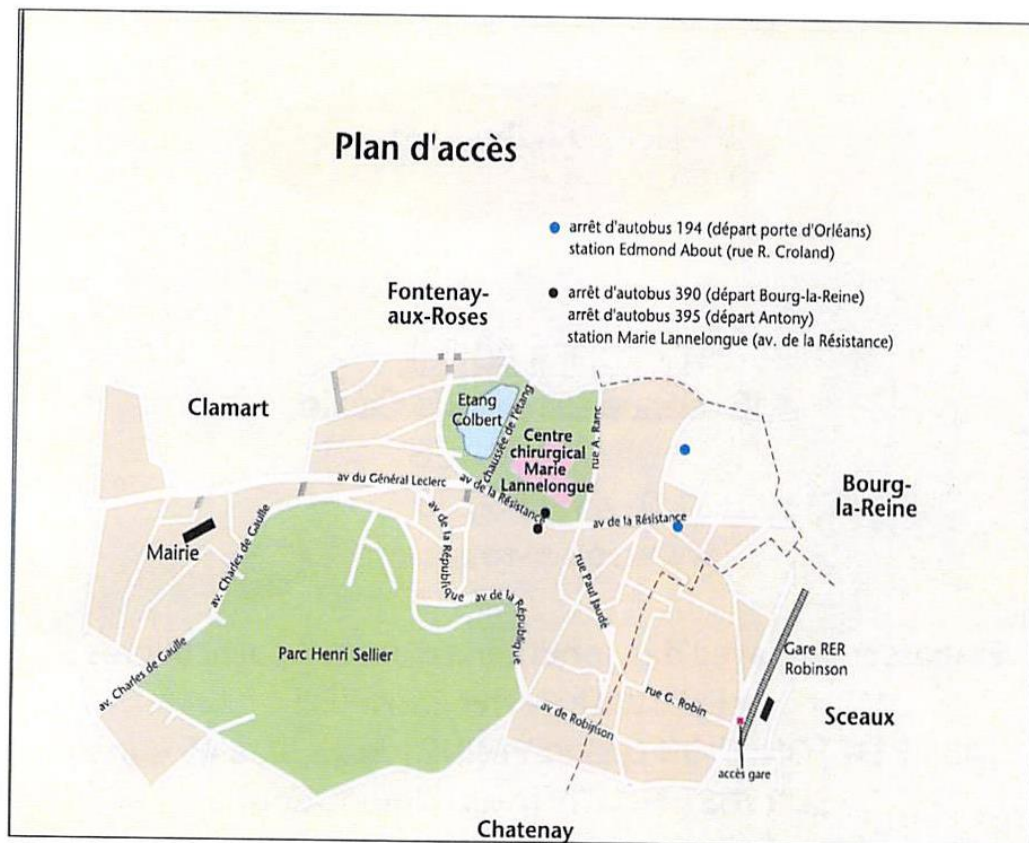 Plan d'accès
arrêt d'autobus 194 (départ porte d'Orléans)
station Edmond About (rue R. Croland)
arrêt d'autobus 390 (départ Bourg-la-Reine)
arrêt d'autobus 395 (départ Antony)
station Marie Lannelongue (av. de la Résistance)
Fontenay-
aux-Roses
Clamart
Etang
Colbert
chaussée de l'étang
Centre
chirurgical
Marie
Lannelongue
rue A. Ranc
av du Général Leclerc
av de la Résistance
av de la Résistance
Bourg-
la-Reine
Mairie
av. Charles de Gaulle
av de la République
av de la République
rue Paul Jaudé
av. Charles de Gaulle
Parc Henri Sellier
Gare RER
Robinson
rue G. Robin
Sceaux
av de Robinson
accès gare
Chatenay